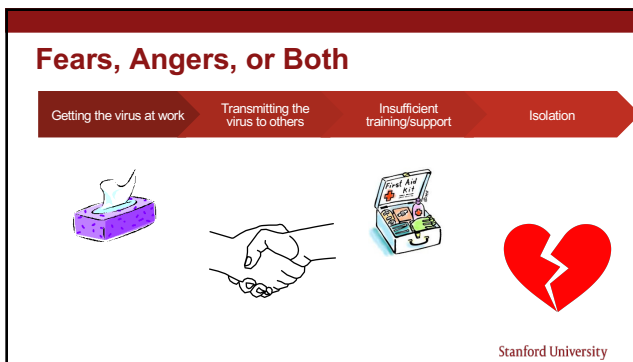 Fears, Angers, or Both
Getting the virus at work
Transmitting the
virus to others
Insufficient
training/support
Isolation
First Aid
Kit
Stanford University